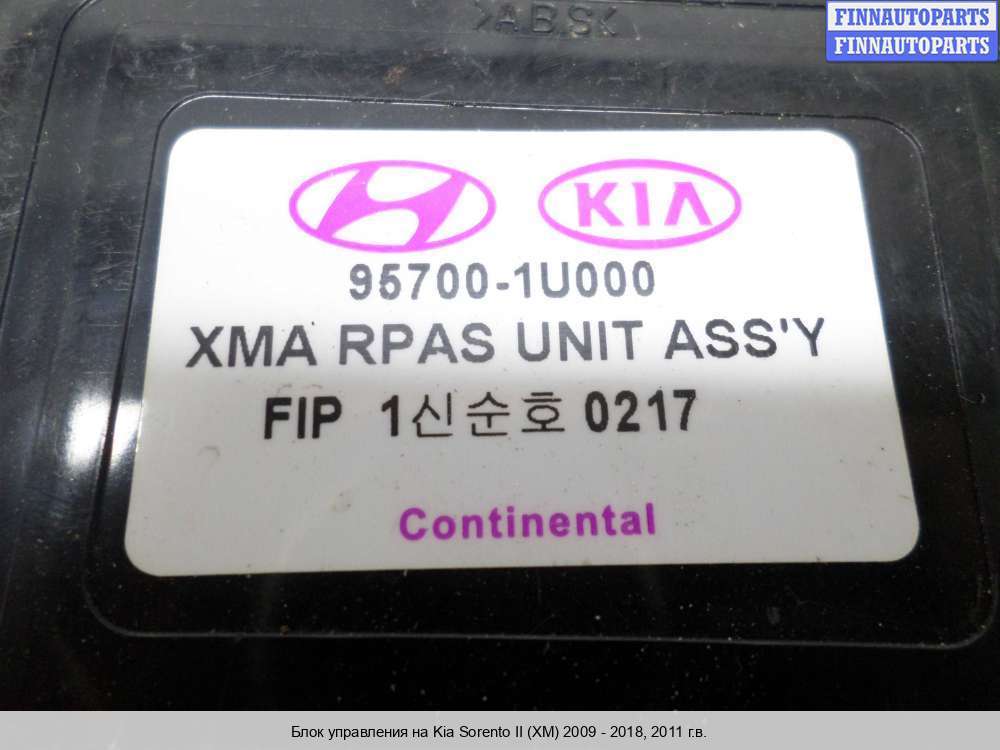 >ABS<
FINNAUTOPARTS
FINNAUTOPARTS
KIA
95700-1U000
XMA RPAS UNIT ASS'Y
FIP 1신순호 0217
Continental
Блок управления на Kia Sorento II (XM) 2009 - 2018, 2011 г.в.